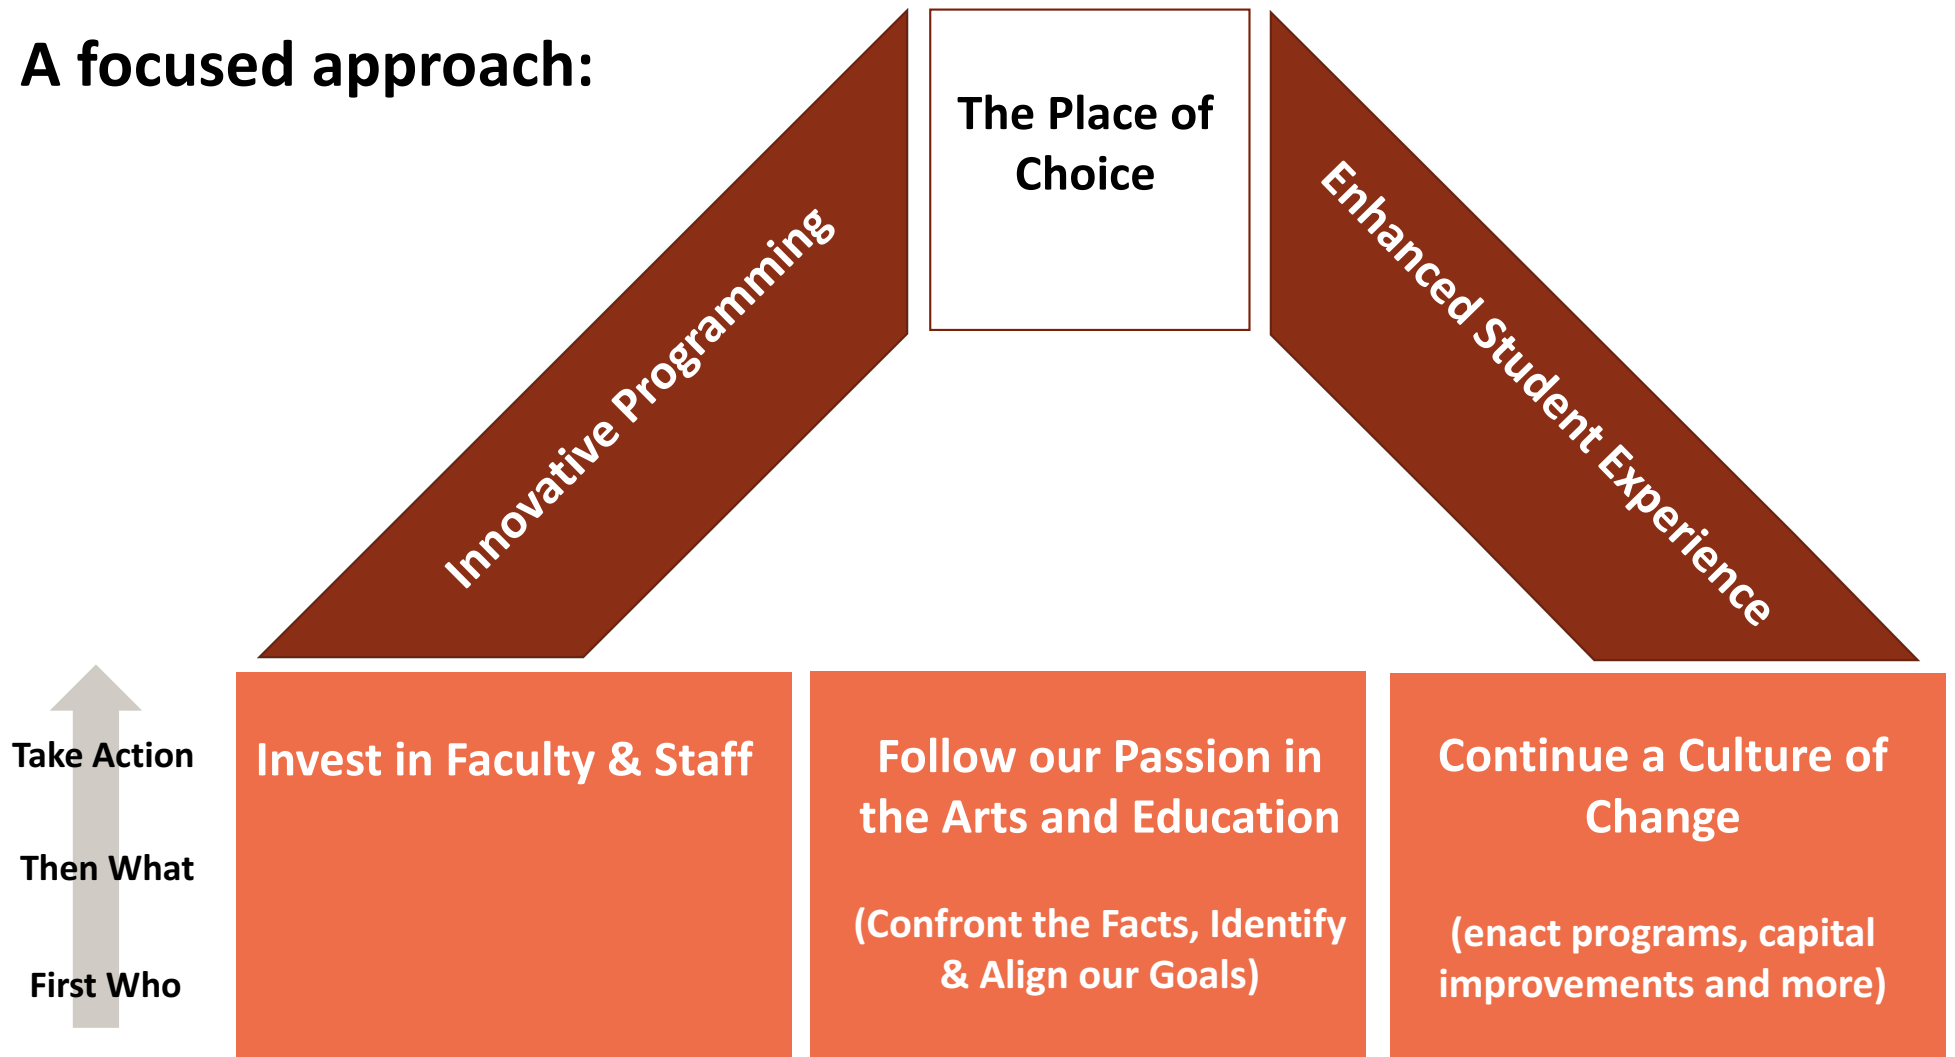 A focused approach:
The Place of
Choice
Innovative Programming
Enhanced Student Experience
Take Action
Then What
First Who
Invest in Faculty & Staff
Follow our Passion in
the Arts and Education
(Confront the Facts, Identify
& Align our Goals)
Continue a Culture of
Change
(enact programs, capital
improvements and more)